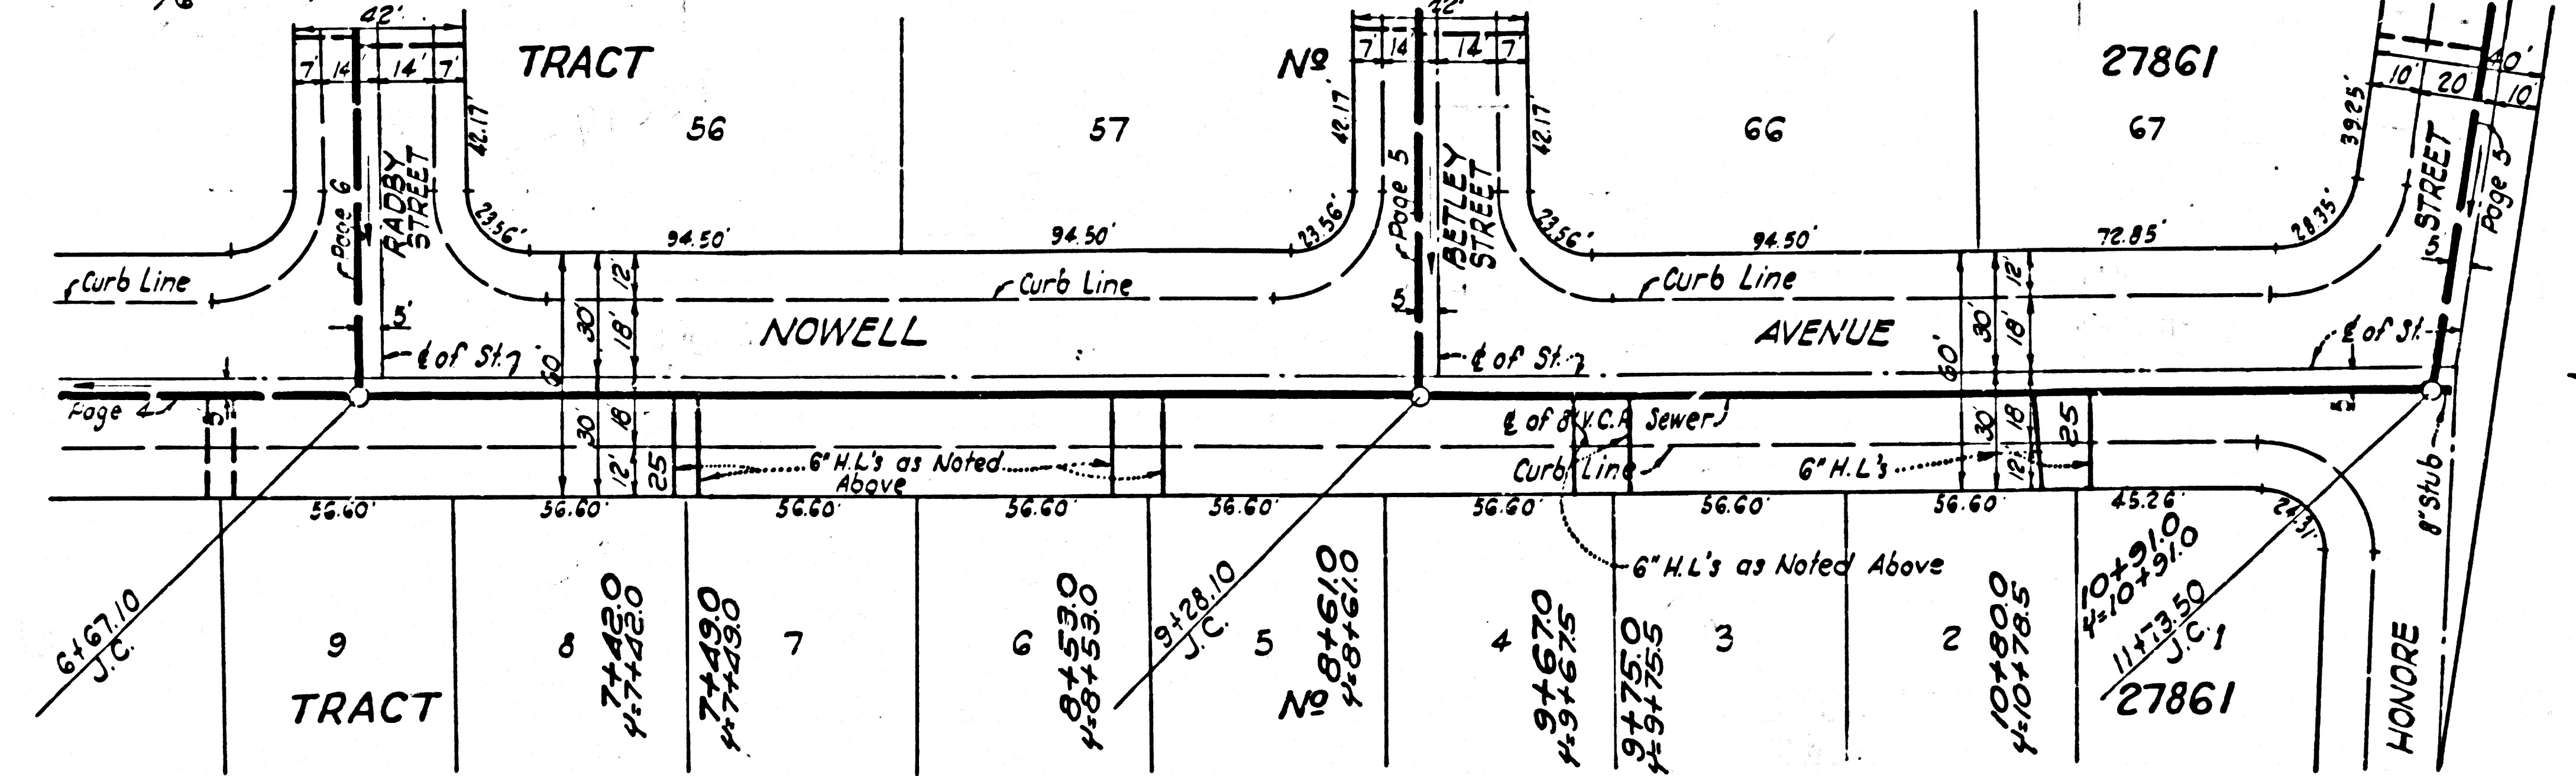 42'
7' 14' 14' 7'
TRACT
Nº
22'
7' 14' 14' 7'
27861
40'
10' 20' 10'
56
57
66
67
42.17'
42.17'
42.17'
39.25'
Page 6
RADBY
STREET
Page 5
BETLEY
STREET
STREET
Page 5
23.56'
94.50'
94.50'
23.56'
23.56'
94.50'
72.85'
28.35'
Curb Line
Curb Line
Curb Line
12'
30'
18'
60'
12'
30'
18'
60'
5'
5'
5'
NOWELL
AVENUE
℄ of St.
℄ of St.
℄ of St.
Page 4
5'
5'
℄ of 8" V.C.P. Sewer
30'
18'
12'
25
30'
18'
12'
25
6" H.L's as Noted
Above
Curb Line
6" H.L's
8" Stub
56.60'
56.60'
56.60'
56.60'
56.60'
56.60'
56.60'
56.60'
45.26'
24.31'
6" H.L's as Noted Above
6+67.10
J.C.
9+28.10
J.C.
11+73.50
J.C.
9
8
7
6
5
4
3
2
1
7+42.0
Y=7+42.0
7+49.0
Y=7+49.0
8+53.0
Y=8+53.0
8+61.0
Y=8+61.0
9+67.0
Y=9+67.5
9+75.0
Y=9+75.5
10+80.0
Y=10+78.5
10+91.0
Y=10+91.0
TRACT
Nº
27861
HONORE